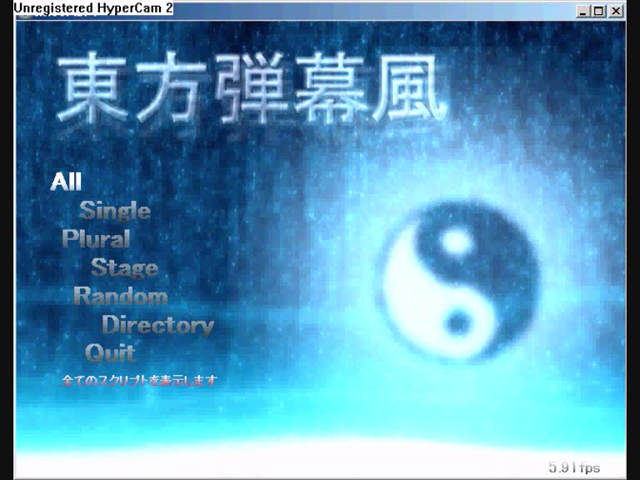 Unregistered HyperCam 2
東方弾幕風
All
Single
Plural
Stage
Random
Directory
Quit
全てのスクリプトを表示します
5.91fps